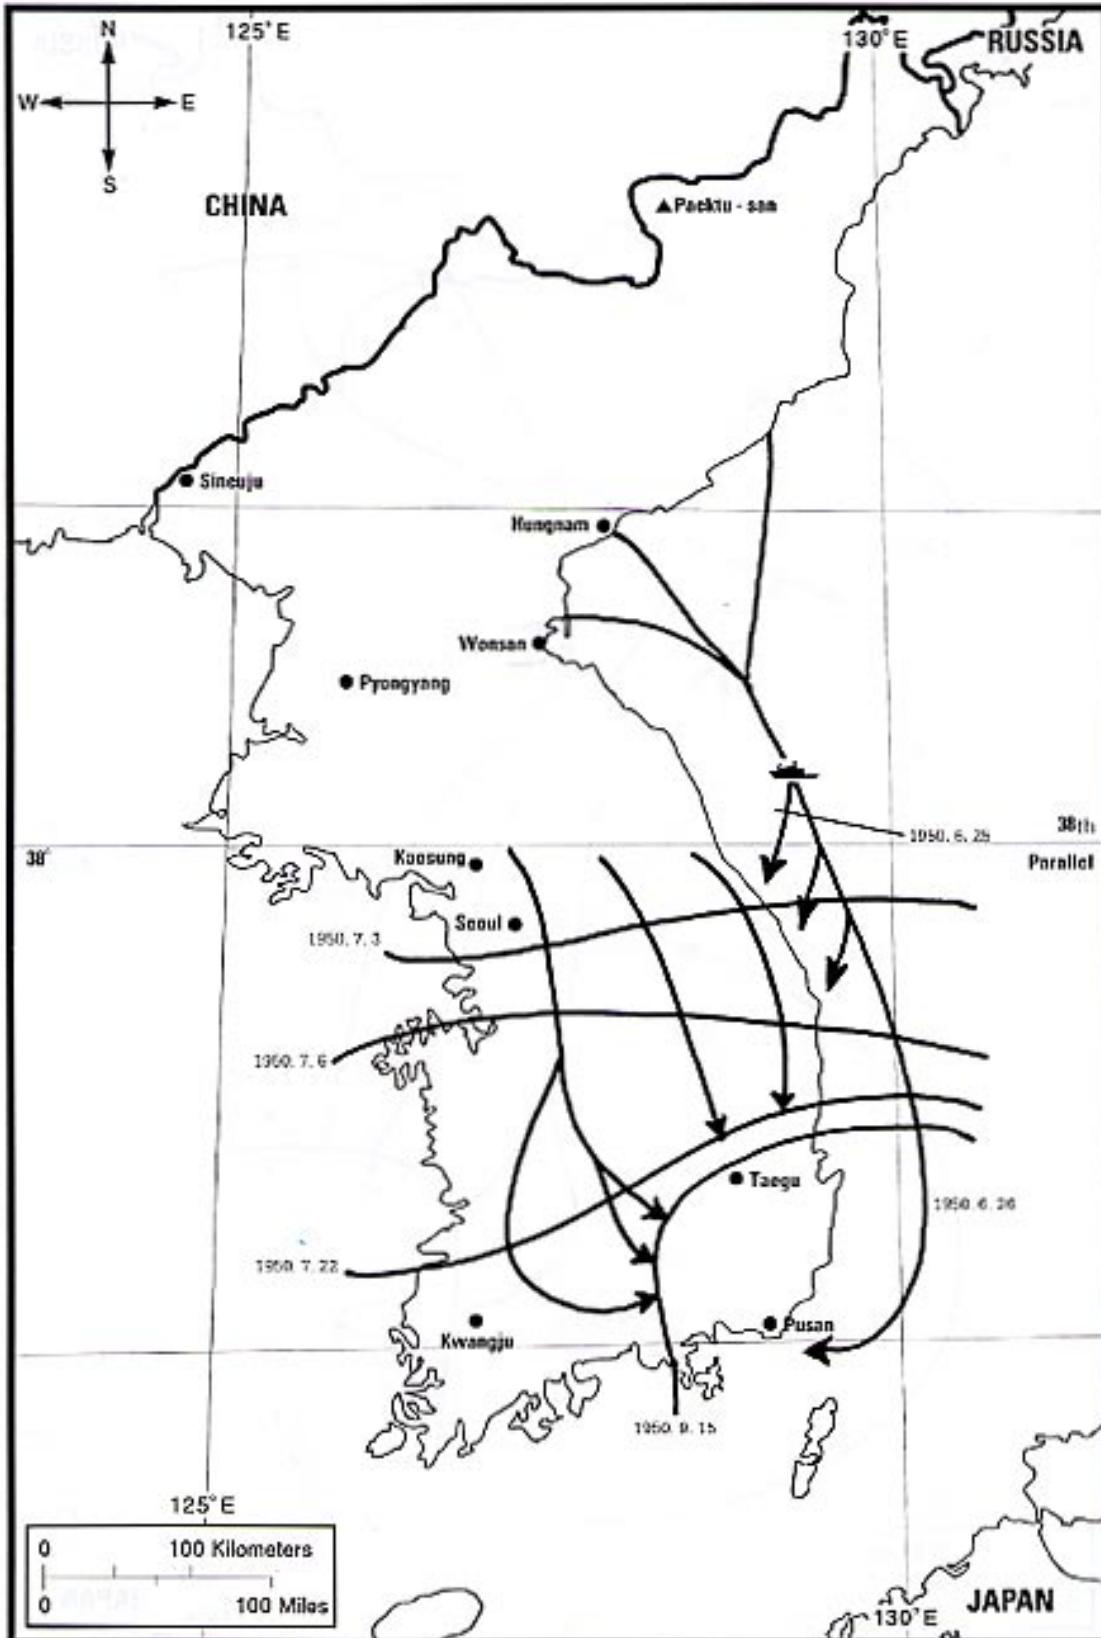 N
125°E
130°E
RUSSIA
W
E
S
CHINA
Paektu - san
Sineuju
Hungnam
Wonsan
Pyongyang
1950. 6. 25
38th
38°
Kaesung
Parallel
Seoul
1950. 7. 3
1950. 7. 6
Taegu
1950. 6. 26
1950. 7. 22
Pusan
Kwangju
1950. 9. 15
125°E
0
100 Kilometers
0
100 Miles
JAPAN
130°E